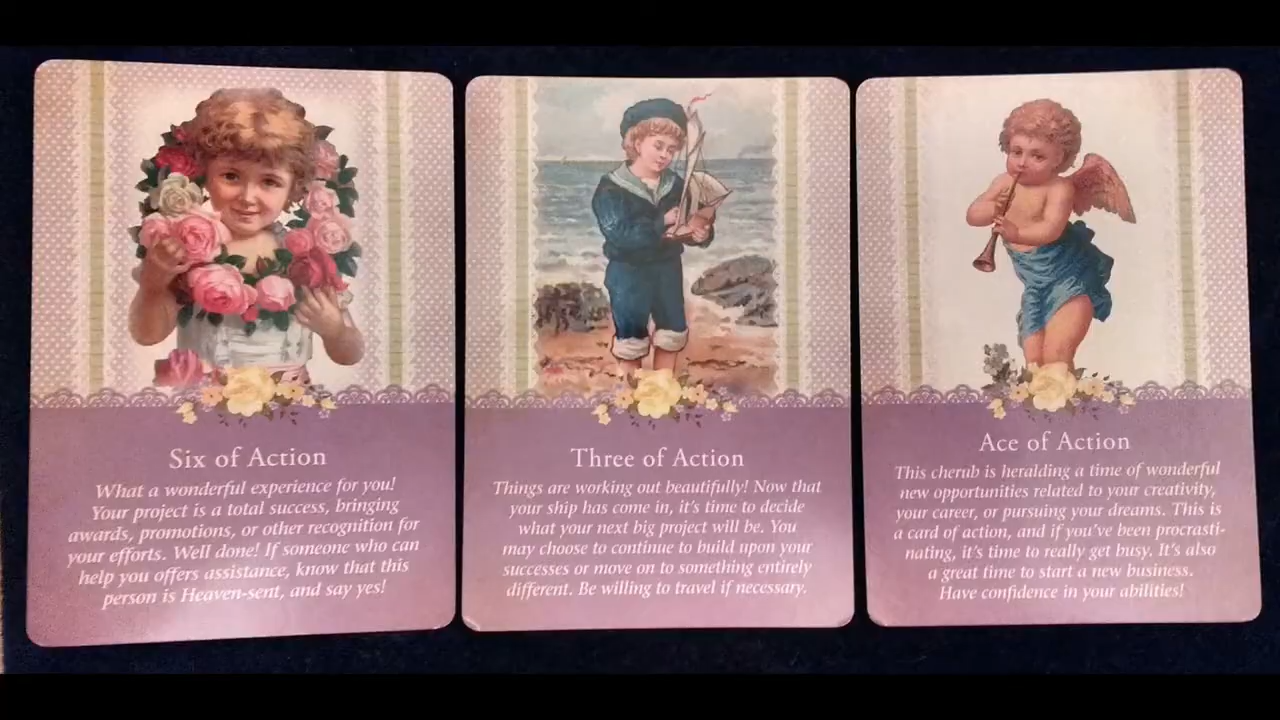 Six of Action
What a wonderful experience for you!
Your project is a total success, bringing
awards, promotions, or other recognition for
your efforts. Well done! If someone who can
help you offers assistance, know that this
person is Heaven-sent, and say yes!
Three of Action
Things are working out beautifully! Now that
your ship has come in, it's time to decide
what your next big project will be. You
may choose to continue to build upon your
successes or move on to something entirely
different. Be willing to travel if necessary.
Ace of Action
This cherub is heralding a time of wonderful
new opportunities related to your creativity,
your career, or pursuing your dreams. This is
a card of action, and if you've been procrasti-
nating, it's time to really get busy. It's also
a great time to start a new business.
Have confidence in your abilities!